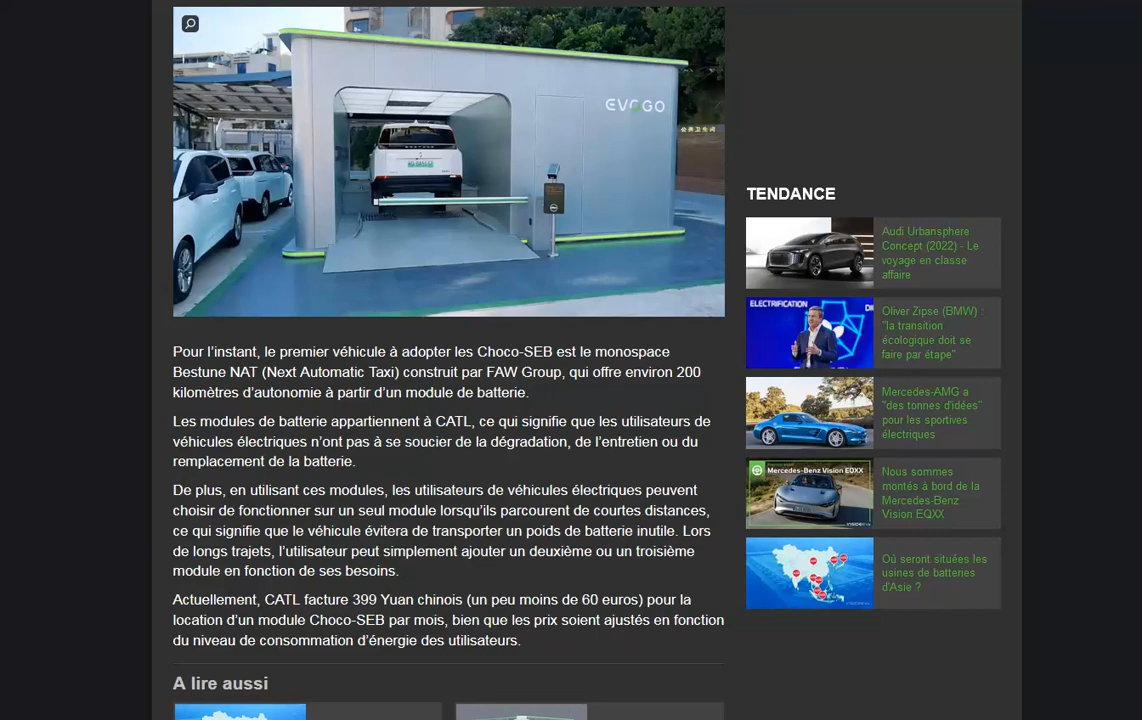 EVOGO
公共卫生间
Pour l’instant, le premier véhicule à adopter les Choco-SEB est le monospace
Bestune NAT (Next Automatic Taxi) construit par FAW Group, qui offre environ 200
kilomètres d’autonomie à partir d’un module de batterie.
Les modules de batterie appartiennent à CATL, ce qui signifie que les utilisateurs de
véhicules électriques n’ont pas à se soucier de la dégradation, de l’entretien ou du
remplacement de la batterie.
De plus, en utilisant ces modules, les utilisateurs de véhicules électriques peuvent
choisir de fonctionner sur un seul module lorsqu’ils parcourent de courtes distances,
ce qui signifie que le véhicule évitera de transporter un poids de batterie inutile. Lors
de longs trajets, l’utilisateur peut simplement ajouter un deuxième ou un troisième
module en fonction de ses besoins.
Actuellement, CATL facture 399 Yuan chinois (un peu moins de 60 euros) pour la
location d’un module Choco-SEB par mois, bien que les prix soient ajustés en fonction
du niveau de consommation d’énergie des utilisateurs.
A lire aussi
TENDANCE
Audi Urbansphere
Concept (2022) - Le
voyage en classe
affaire
ELECTRIFICATION
Oliver Zipse (BMW) :
"la transition
écologique doit se
faire par étape"
Mercedes-AMG a
"des tonnes d'idées"
pour les sportives
électriques
Mercedes-Benz Vision EQXX
Nous sommes
montés à bord de la
Mercedes-Benz
Vision EQXX
Où seront situées les
usines de batteries
d'Asie ?